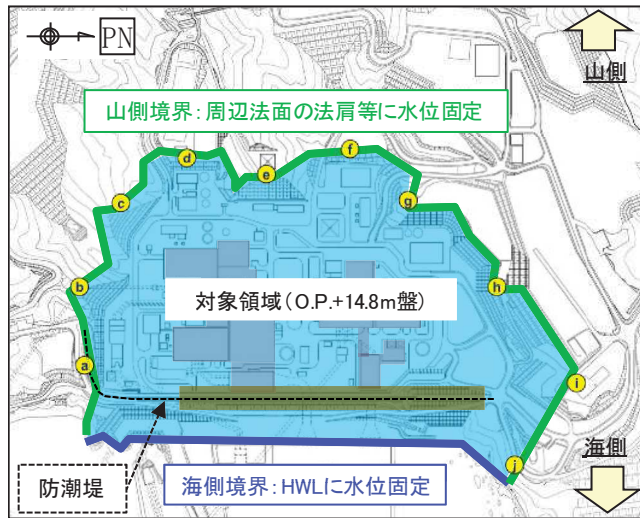 PN
山側
山側境界：周辺法面の法肩等に水位固定
f
d
e
c
g
b
h
対象領域（O.P.+14.8m盤）
a
i
海側
j
防潮堤
海側境界：HWLに水位固定